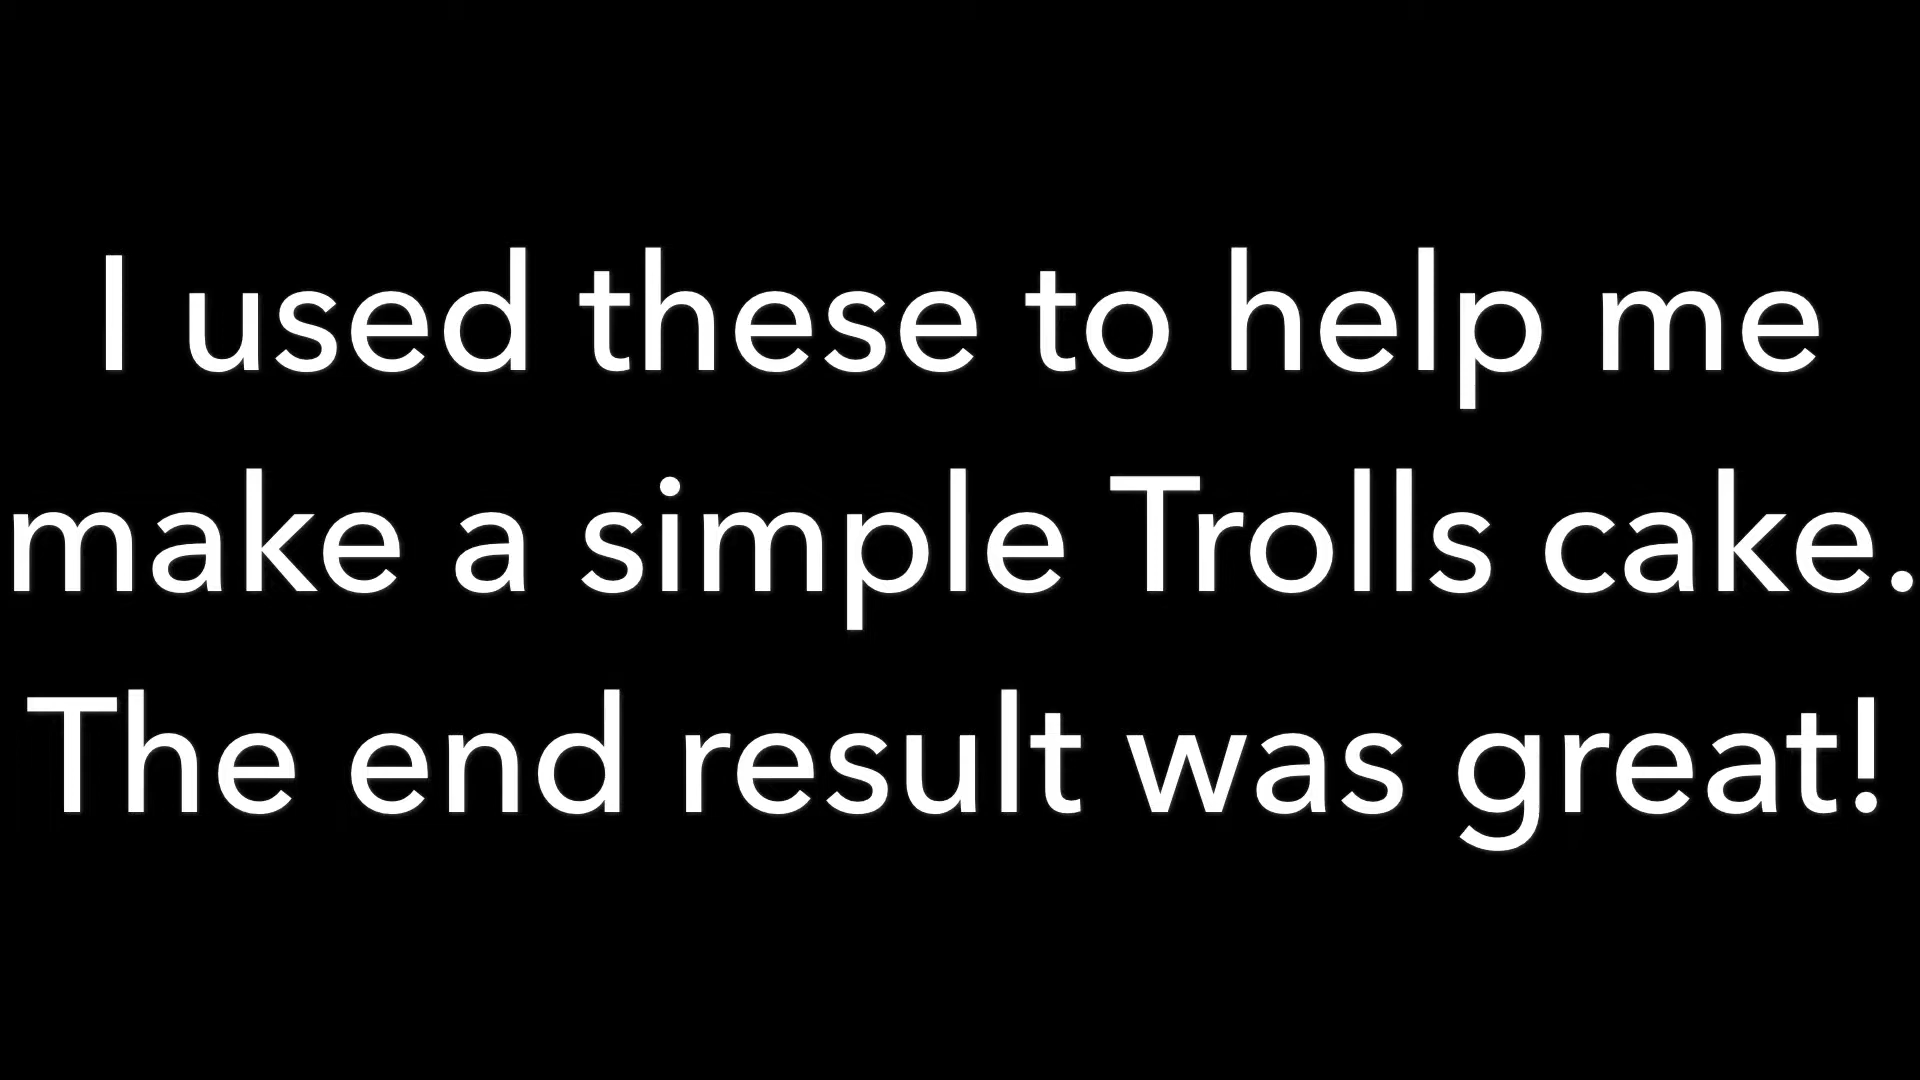 I used these to help me
make a simple Trolls cake.
The end result was great!